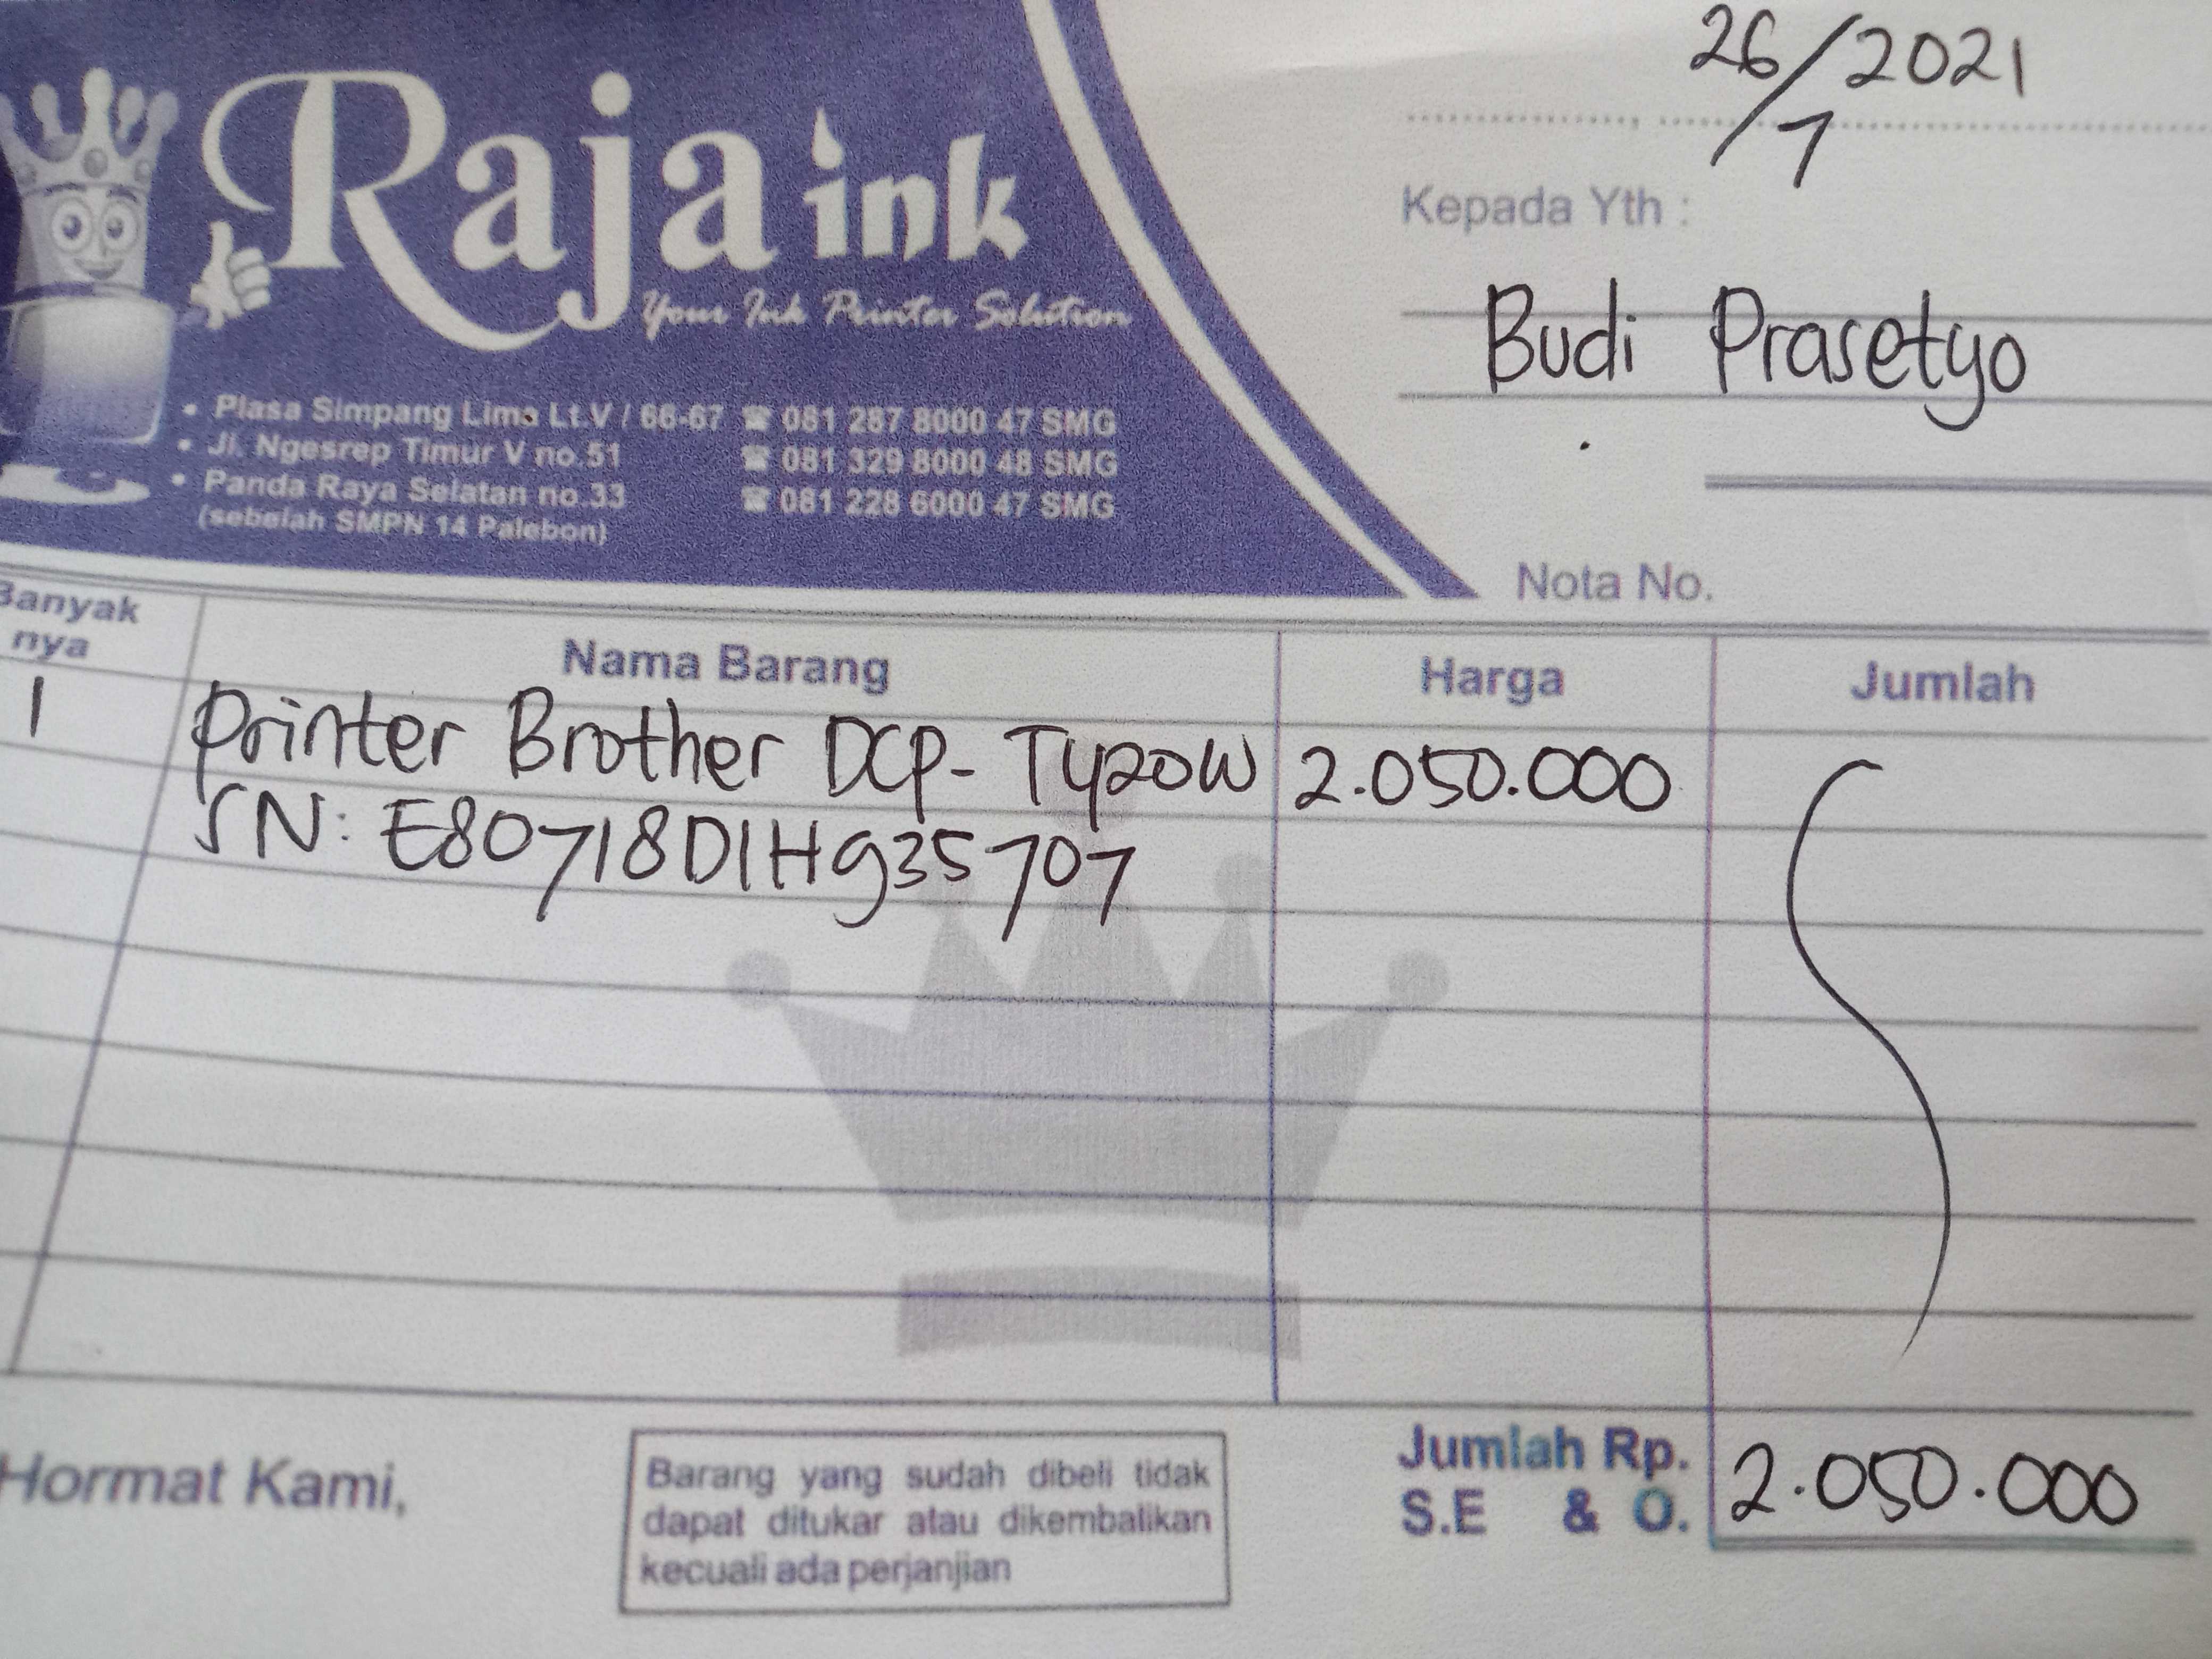 26/7/2021
Raja ink
Your Ink Printer Solution
Kepada Yth :
Budi Prasetyo
• Plasa Simpang Lima Lt.V / 66-67 ☎ 081 287 8000 47 SMG
• Jl. Ngesrep Timur V no.51 ☎ 081 329 8000 48 SMG
• Panda Raya Selatan no.33 ☎ 081 228 6000 47 SMG
(sebelah SMPN 14 Palebon)
Nota No.
Banyak
nya
Nama Barang Harga Jumlah
1 Printer Brother DCP-T420W 2.050.000
SN: E80718D1H935707
Hormat Kami,
Barang yang sudah dibeli tidak
dapat ditukar atau dikembalikan
kecuali ada perjanjian
Jumlah Rp. 2.050.000
S.E & O.